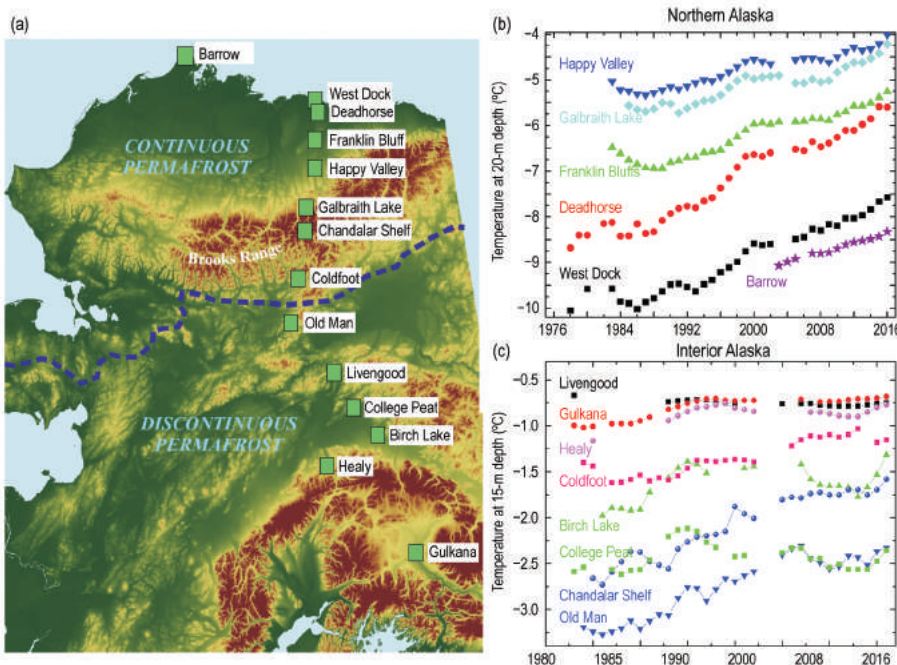 (a)
Barrow
West Dock
Deadhorse
CONTINUOUS
PERMAFROST
Franklin Bluff
Happy Valley
Galbraith Lake
Chandalar Shelf
Brooks Range
Coldfoot
Old Man
Livengood
College Peat
DISCONTINUOUS
PERMAFROST
Birch Lake
Healy
Gulkana
(b)
Northern Alaska
Temperature at 20-m depth (ºC)
−4
−5
−6
−7
−8
−9
−10
Happy Valley
Galbraith Lake
Franklin Bluffs
Deadhorse
West Dock
Barrow
1976
1984
1992
2000
2008
2016
(c)
Interior Alaska
Temperature at 15-m depth (ºC)
−0.5
−1.0
−1.5
−2.0
−2.5
−3.0
Livengood
Gulkana
Healy
Coldfoot
Birch Lake
College Peat
Chandalar Shelf
Old Man
1980
1985
1992
2000
2008
2017